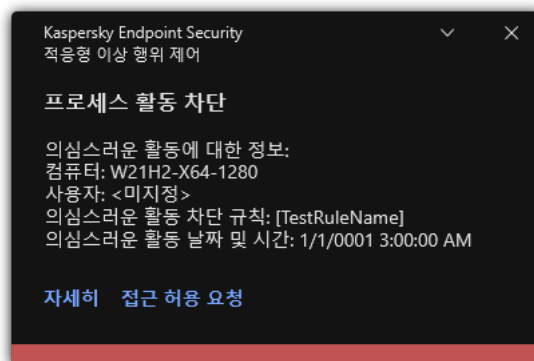 Kaspersky Endpoint Security
적응형 이상 행위 제어
프로세스 활동 차단
의심스러운 활동에 대한 정보:
컴퓨터: W21H2-X64-1280
사용자: <미지정>
의심스러운 활동 차단 규칙: [TestRuleName]
의심스러운 활동 날짜 및 시간: 1/1/0001 3:00:00 AM
자세히 접근 허용 요청